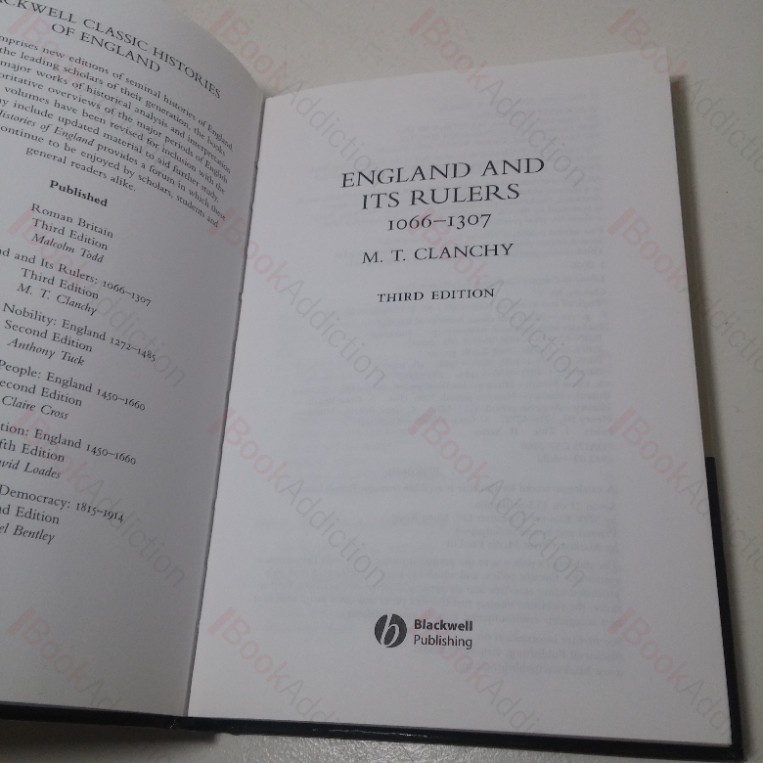 CKWELL CLASSIC HISTORIES
OF ENGLAND
mprises new editions of seminal histories of England
the leading scholars of their generation, the books
major works of historical analysis and interpretation
oritative overviews of the major periods of English
volumes have been revised for inclusion with the
y include updated material to aid further study.
Histories of England provides a forum in which these
ontinue to be enjoyed by scholars, students and
general readers alike.
Published
Roman Britain
Third Edition
Malcolm Todd
nd and Its Rulers: 1066–1307
Third Edition
M. T. Clanchy
Nobility: England 1272–1485
Second Edition
Anthony Tuck
People: England 1450–1660
econd Edition
Claire Cross
tion: England 1450–1660
fth Edition
vid Loades
Democracy: 1815–1914
nd Edition
el Bentley
ENGLAND AND
ITS RULERS
1066–1307
M. T. CLANCHY
THIRD EDITION
b
Blackwell
Publishing
BookAddiction